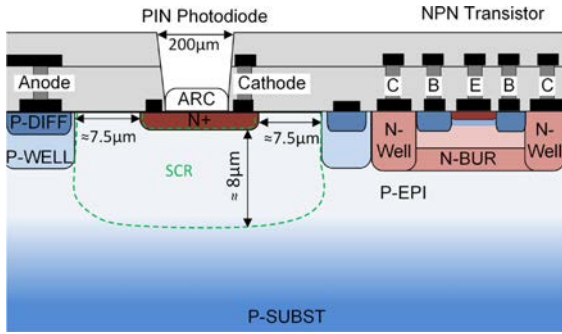 PIN Photodiode
NPN Transistor
200μm
Anode
Cathode
C
B
E
B
C
ARC
P-DIFF
N+
≈7.5μm
≈7.5μm
P-WELL
SCR
≈ 8μm
N-
Well
N-BUR
N-
Well
P-EPI
P-SUBST